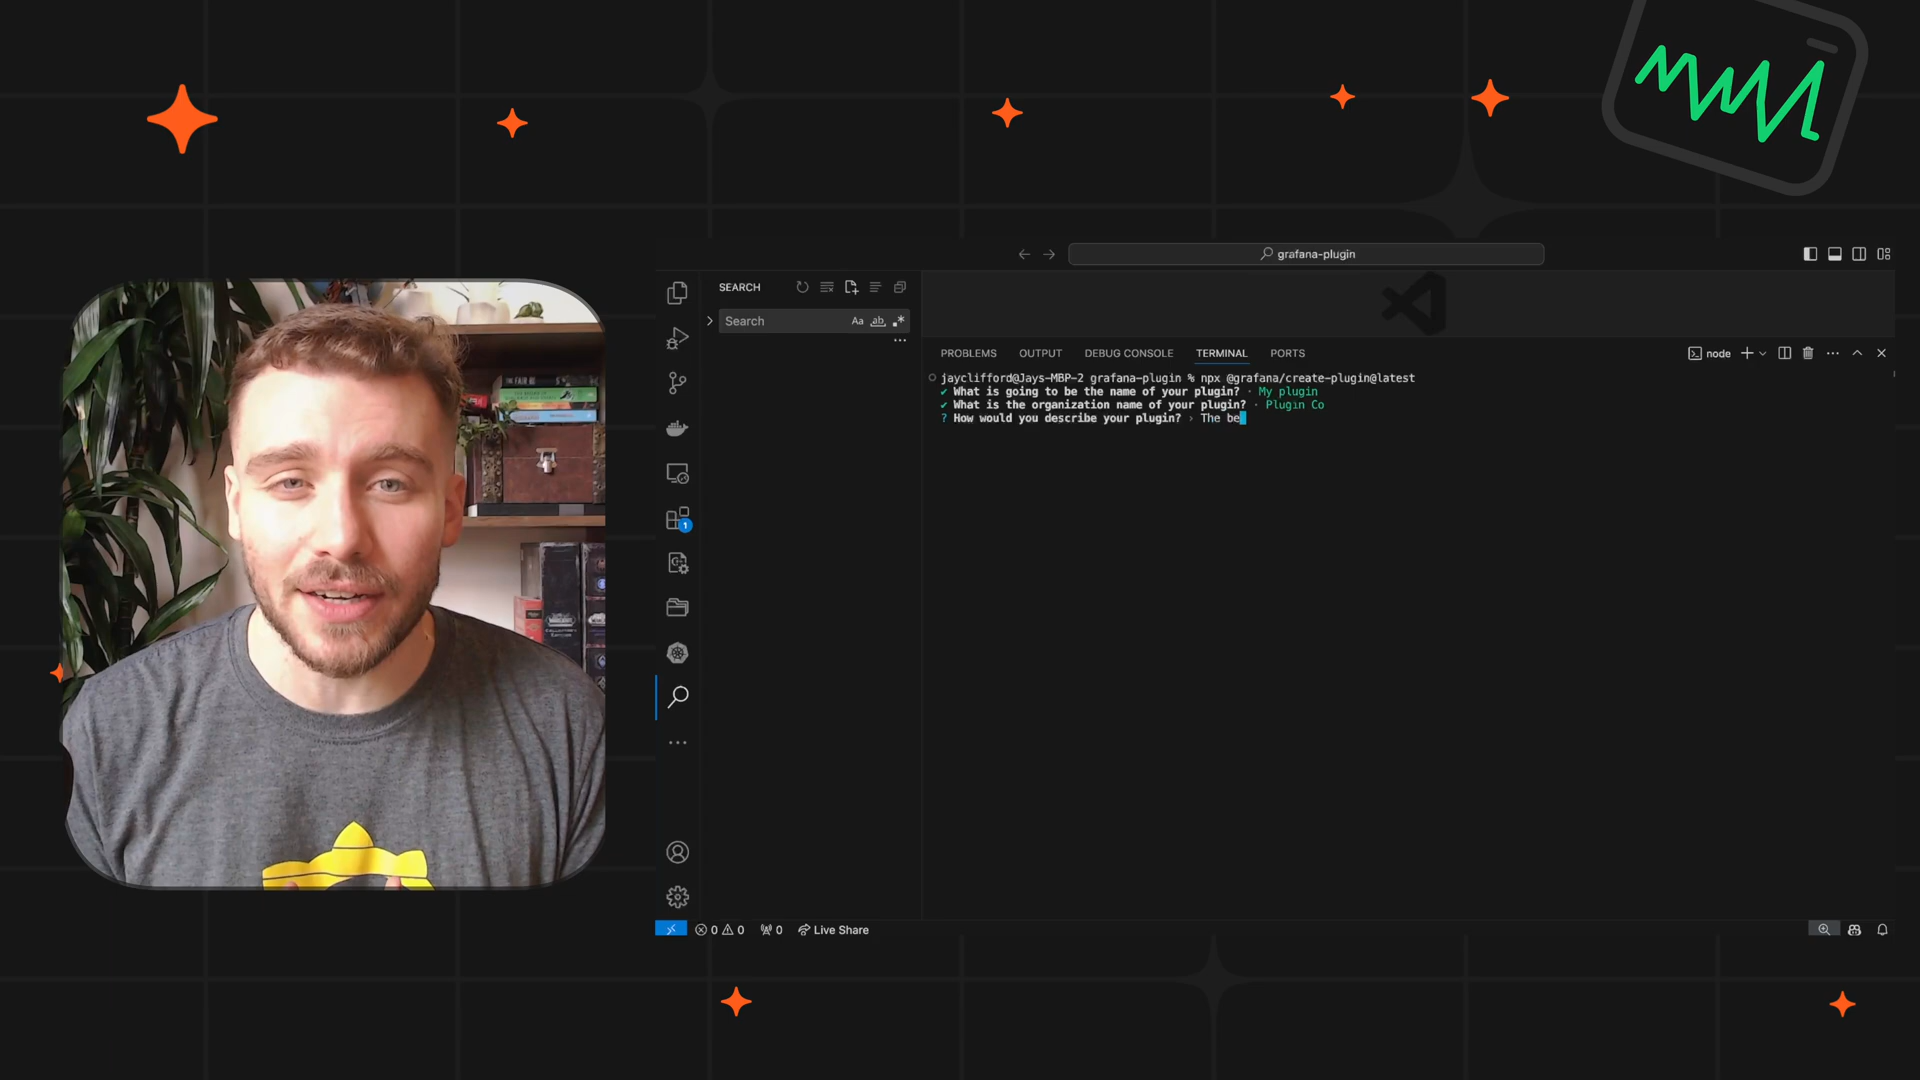 grafana-plugin
SEARCH
Search
Aa
ab
PROBLEMS OUTPUT DEBUG CONSOLE TERMINAL PORTS
node
jayclifford@Jays-MBP-2 grafana-plugin % npx @grafana/create-plugin@latest
✔ What is going to be the name of your plugin? · My plugin
✔ What is the organization name of your plugin? · Plugin Co
? How would you describe your plugin? › The be
1
0 0 0 Live Share